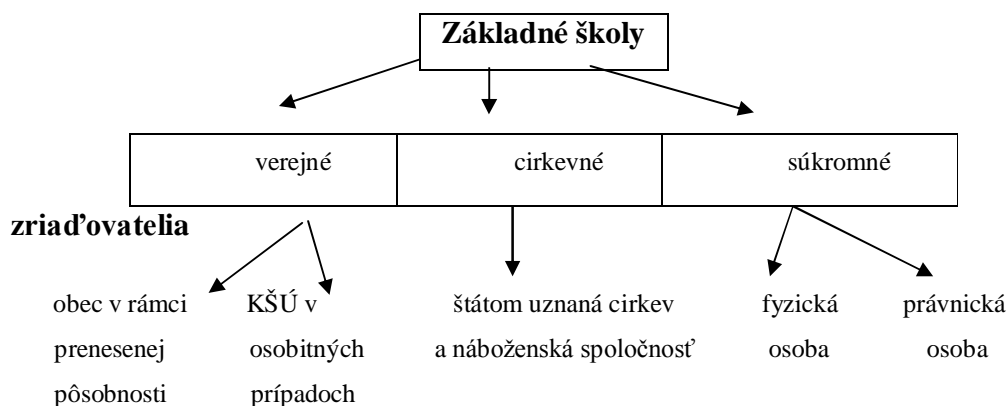 Základné školy
verejné cirkevné súkromné
zriaďovatelia
obec v rámci KŠÚ v štátom uznaná cirkev fyzická právnická
prenesenej osobitných a náboženská spoločnosť osoba osoba
pôsobnosti prípadoch